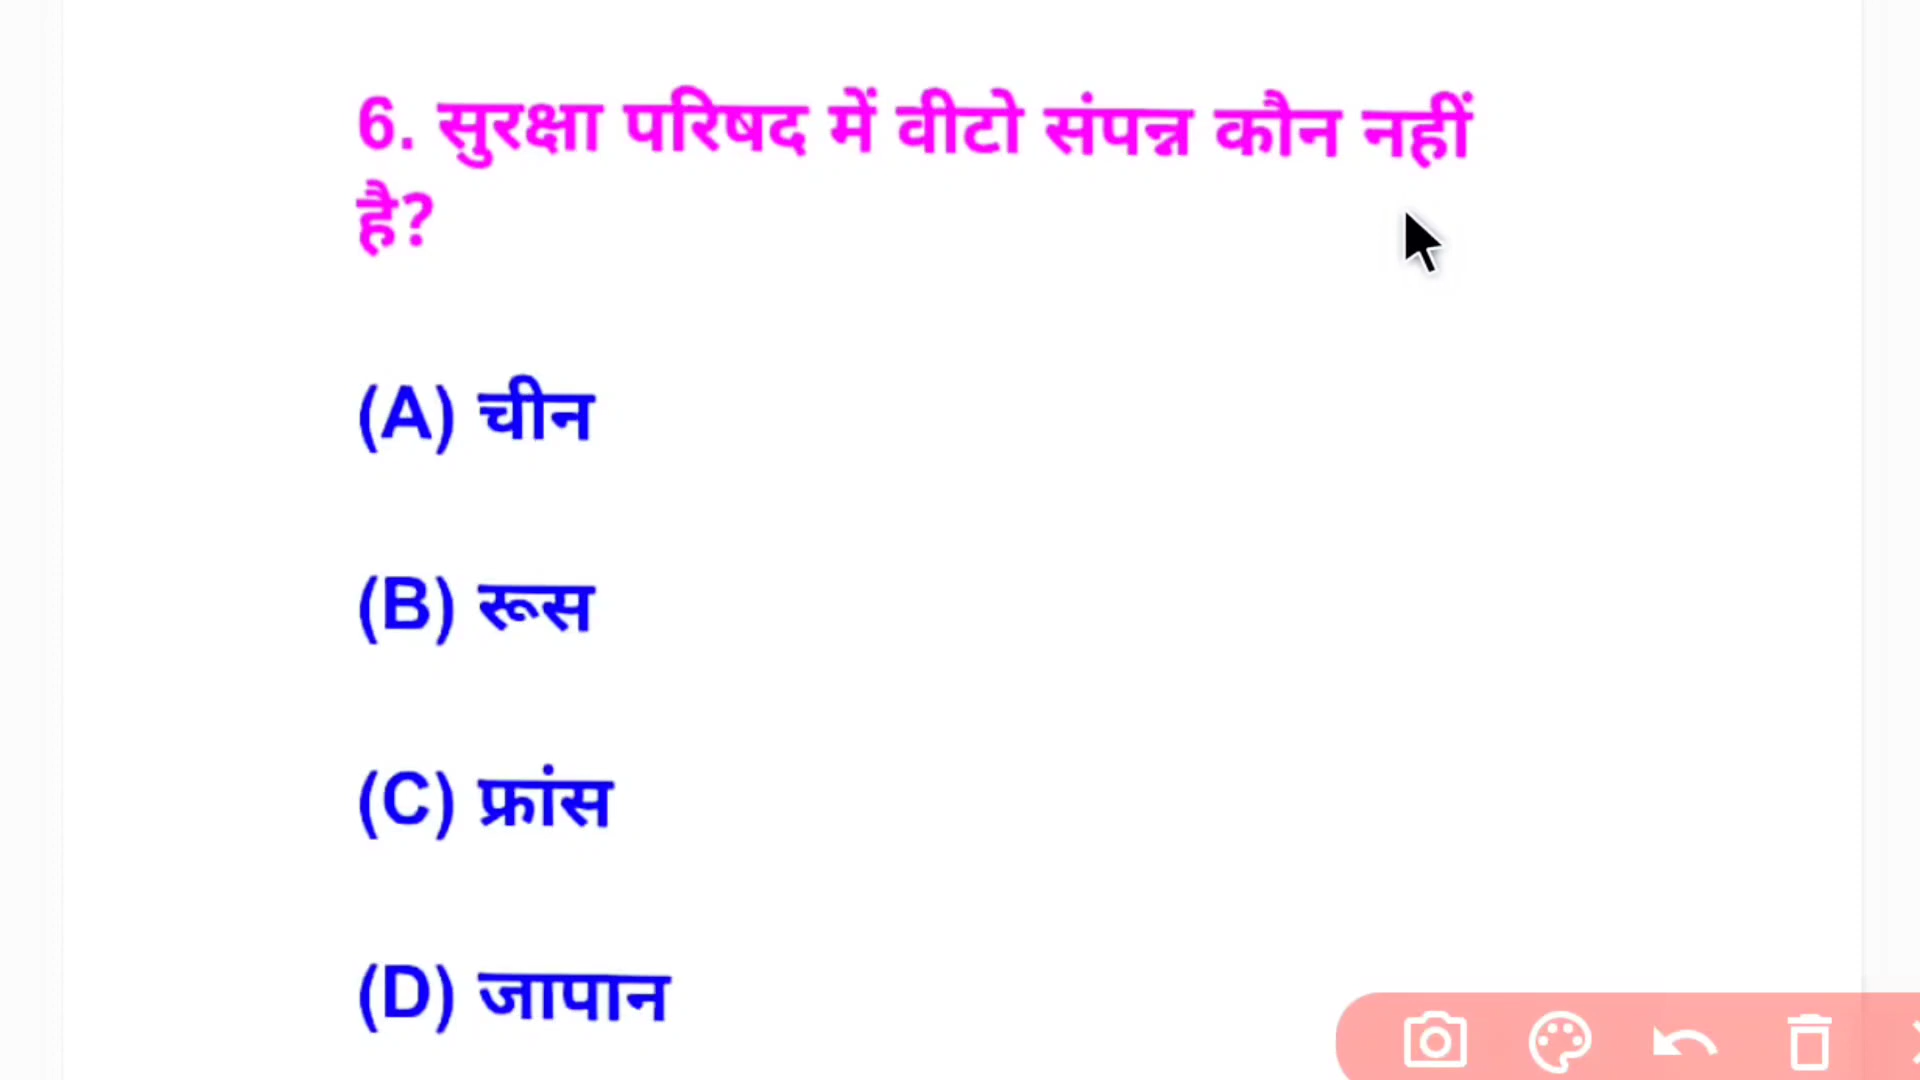 6. सुरक्षा परिषद में वीटो संपन्न कौन नहीं
है?
(A) चीन
(B) रूस
(C) फ्रांस
(D) जापान